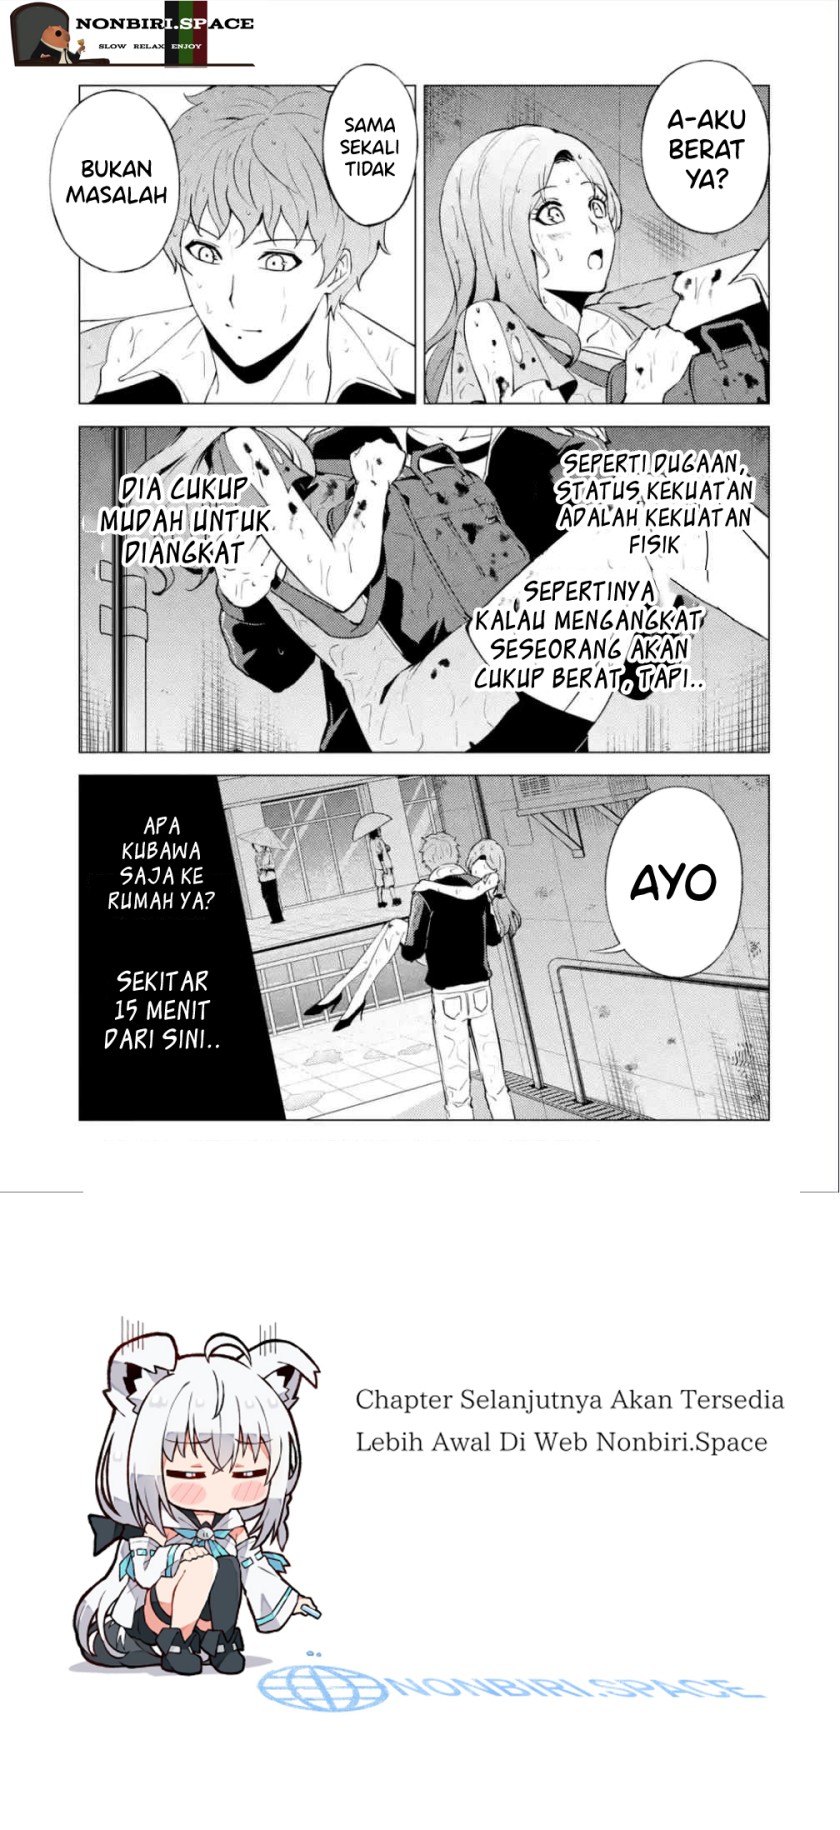 NONBIRI.SPACE
SLOW RELAX ENJOY
A-AKU
BERAT
YA?
SAMA
SEKALI
TIDAK
BUKAN
MASALAH
SEPERTI DUGAAN,
STATUS KEKUATAN
ADALAH KEKUATAN
FISIK
SEPERTINYA
KALAU MENGANGKAT
SESEORANG AKAN
CUKUP BERAT, TAPI..
DIA CUKUP
MUDAH UNTUK
DIANGKAT
AYO
APA
KUBAWA
SAJA KE
RUMAH YA?
SEKITAR
15 MENIT
DARI SINI..
Chapter Selanjutnya Akan Tersedia
Lebih Awal Di Web Nonbiri.Space
NONBIRI.SPACE